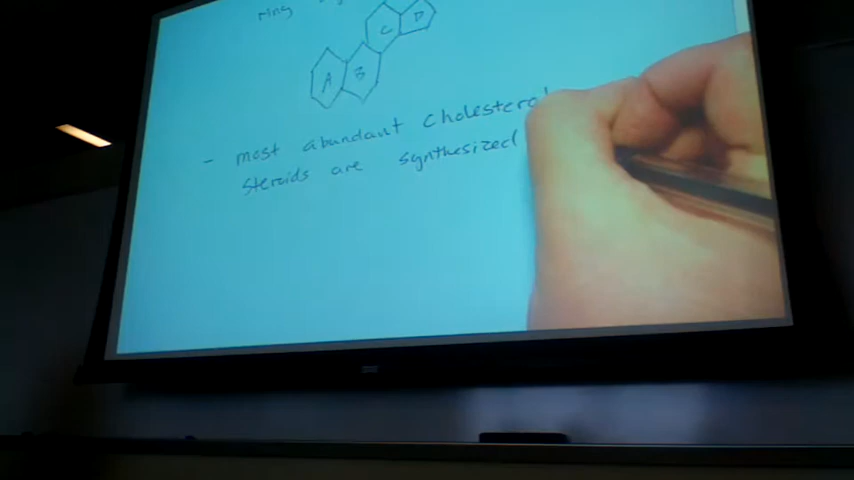 ring
C D
A B
- most abundant cholesterol
steroids are synthesized